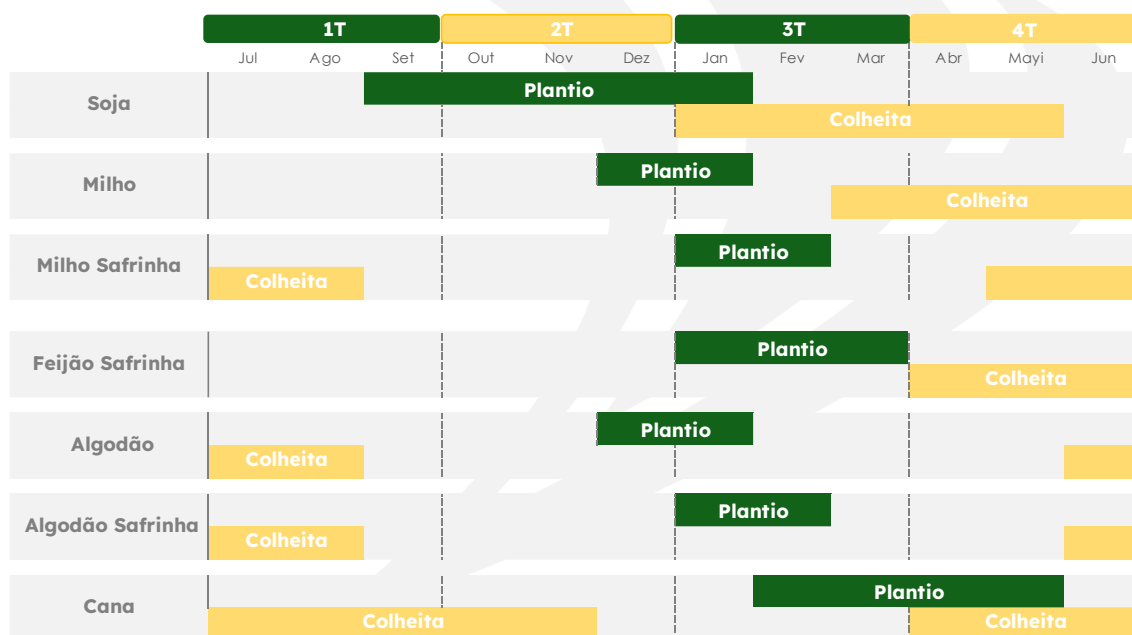 1T 2T 3T 4T
Jul Ago Set Out Nov Dez Jan Fev Mar Abr Mayi Jun
Soja Plantio
Colheita
Milho Plantio
Colheita
Milho Safrinha Plantio
Colheita
Feijão Safrinha Plantio
Colheita
Algodão Plantio
Colheita
Algodão Safrinha Plantio
Colheita
Cana Plantio
Colheita Colheita